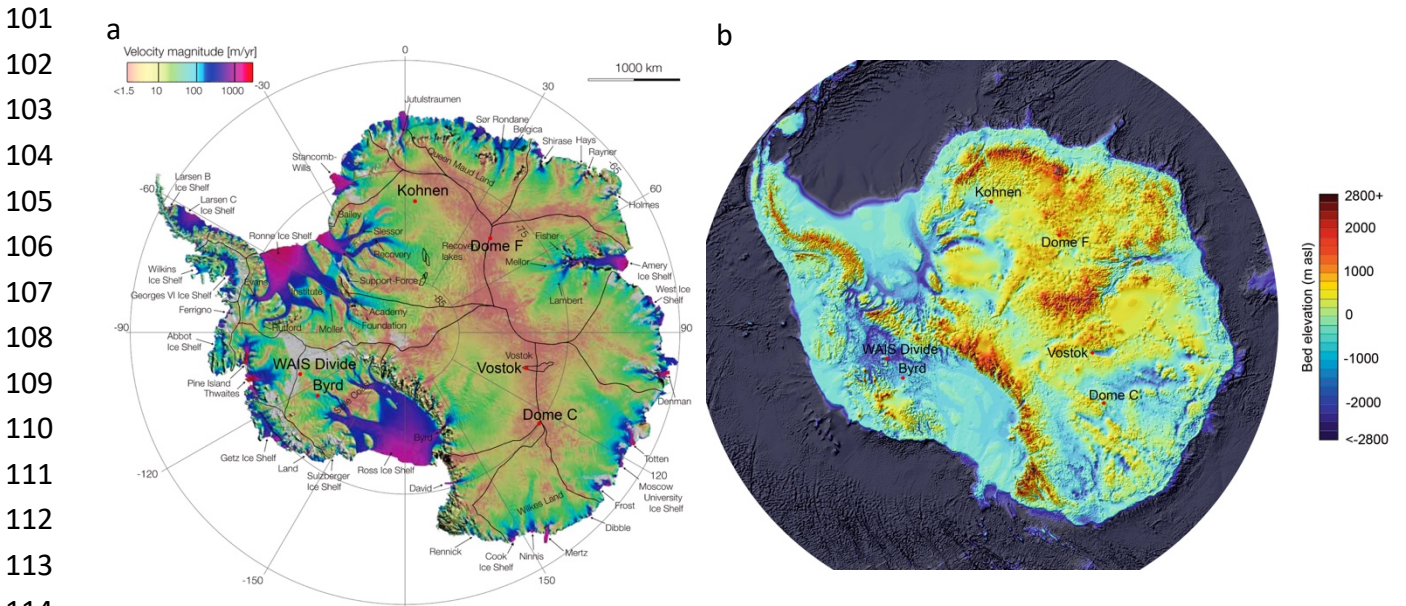 101
102
103
104
105
106
107
108
109
110
111
112
113
a
Velocity magnitude [m/yr]
<1.5 10 100 1000
1000 km
0
30
60
90
120
150
-150
-120
-90
-60
-30
-65
-75
-85
Jutulstraumen
Stancomb-
Wills
Queen Maud Land
Sør Rondane
Belgica
Shirase
Hays
Rayner
Holmes
Larsen B
Ice Shelf
Larsen C
Ice Shelf
Ronne Ice Shelf
Bailey
Slessor
Recovery
Recovery
lakes
Support-Force
Kohnen
Dome F
Fisher
Mellor
Lambert
Amery
Ice Shelf
West Ice
Shelf
Wilkins
Ice Shelf
Georges VI Ice Shelf
Ferrigno
Evans
Institute
Rutford
Moller
Foundation
Academy
Abbot
Ice Shelf
WAIS Divide
Byrd
Pine Island
Thwaites
Vostok
Vostok
Dome C
Denman
Getz Ice Shelf
Land
Sulzberger
Ice Shelf
Ross Ice Shelf
Byrd
David
Totten
Moscow
University
Ice Shelf
Frost
Dibble
Wilkes Land
Rennick
Cook
Ice Shelf
Ninnis
Mertz
b
Kohnen
Dome F
Vostok
WAIS Divide
Byrd
Dome C
Bed elevation (m asl)
2800+
2000
1000
0
-1000
-2000
<-2800